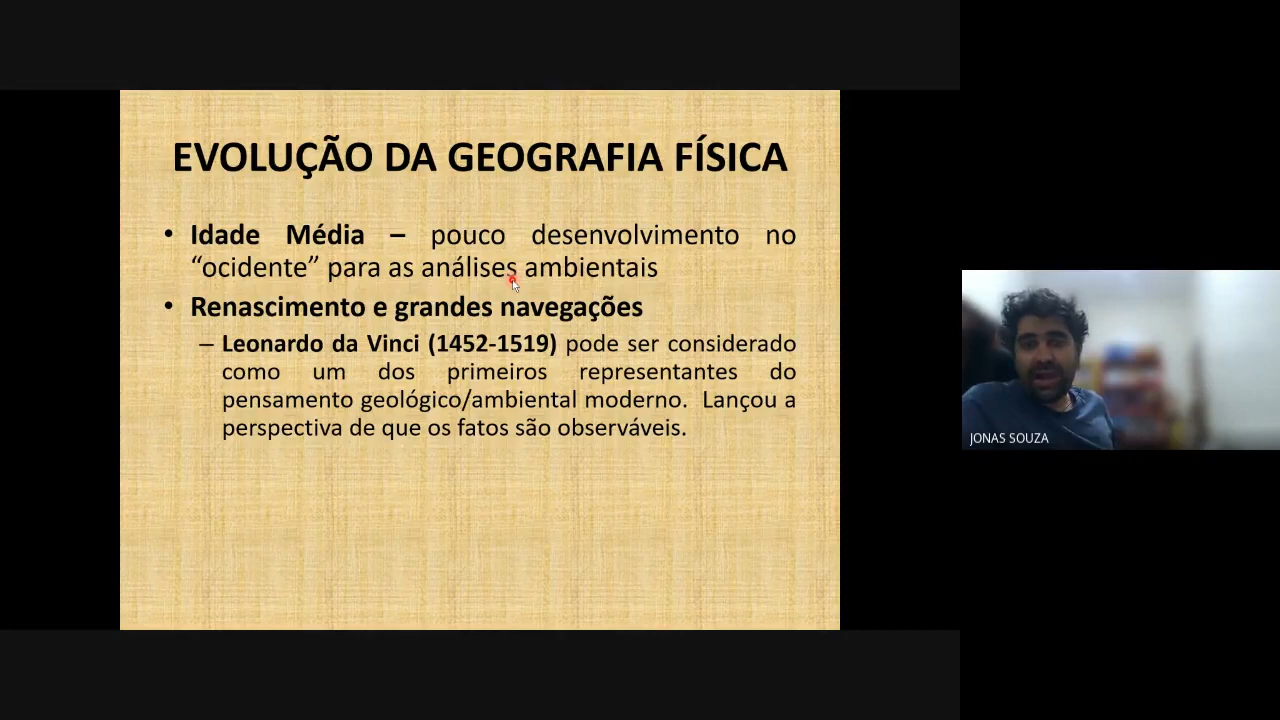 EVOLUÇÃO DA GEOGRAFIA FÍSICA
• Idade Média – pouco desenvolvimento no
“ocidente” para as análises ambientais
• Renascimento e grandes navegações
– Leonardo da Vinci (1452-1519) pode ser considerado
como um dos primeiros representantes do
pensamento geológico/ambiental moderno. Lançou a
perspectiva de que os fatos são observáveis.
JONAS SOUZA